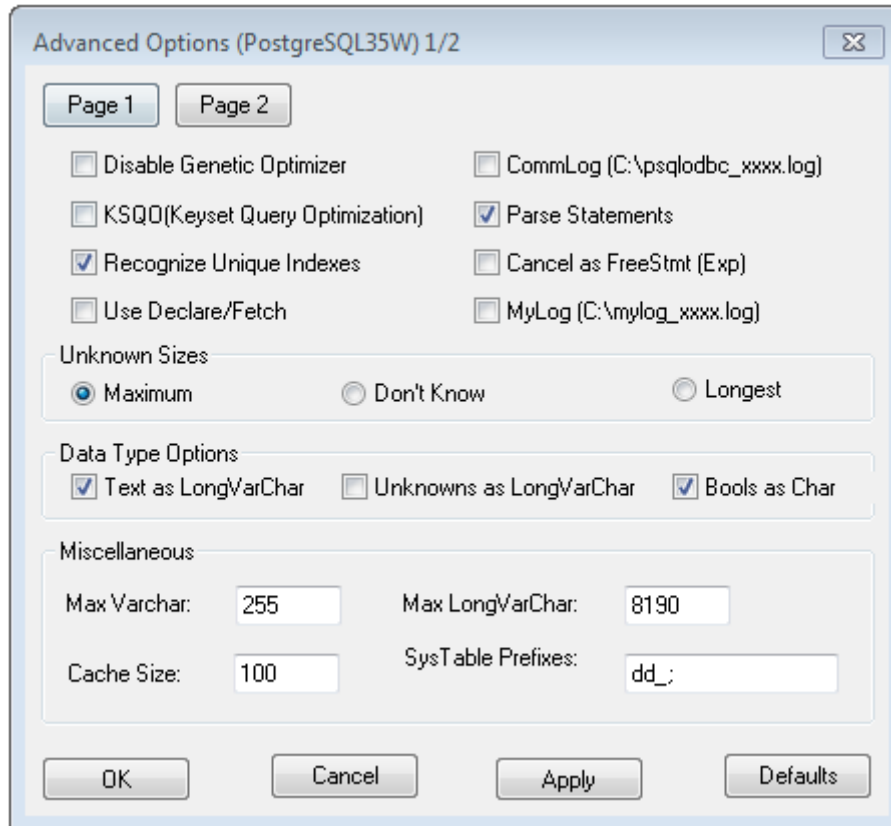 Advanced Options (PostgreSQL35W) 1/2
Page 1 Page 2
Disable Genetic Optimizer CommLog (C:\psqlodbc_xxxx.log)
KSQO(Keyset Query Optimization) Parse Statements
Recognize Unique Indexes Cancel as FreeStmt (Exp)
Use Declare/Fetch MyLog (C:\mylog_xxxx.log)
Unknown Sizes
Maximum Don't Know Longest
Data Type Options
Text as LongVarChar Unknowns as LongVarChar Bools as Char
Miscellaneous
Max Varchar: 255 Max LongVarChar: 8190
Cache Size: 100 SysTable Prefixes: dd_;
OK Cancel Apply Defaults